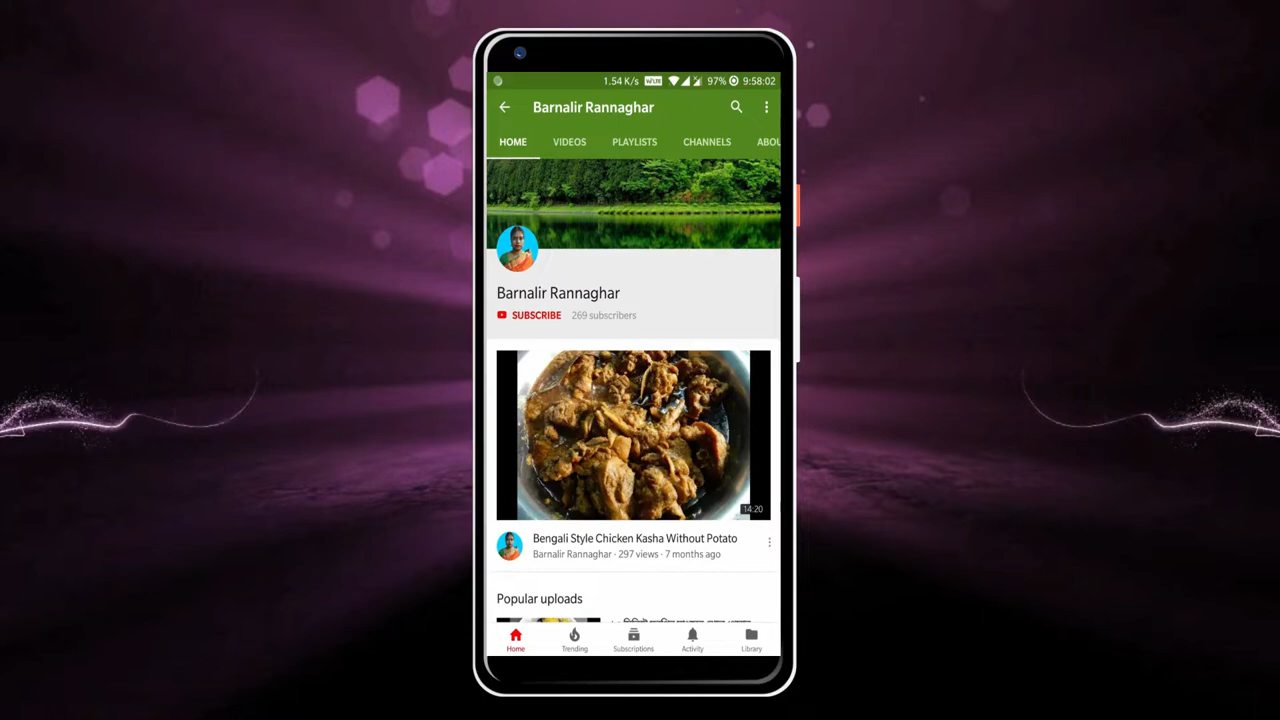 1.54 K/s VoLTE 97% 9:58:02
Barnalir Rannaghar
HOME VIDEOS PLAYLISTS CHANNELS ABOU
Barnalir Rannaghar
SUBSCRIBE 269 subscribers
14:20
Bengali Style Chicken Kasha Without Potato
Barnalir Rannaghar · 297 views · 7 months ago
Popular uploads
Home Trending Subscriptions Activity Library